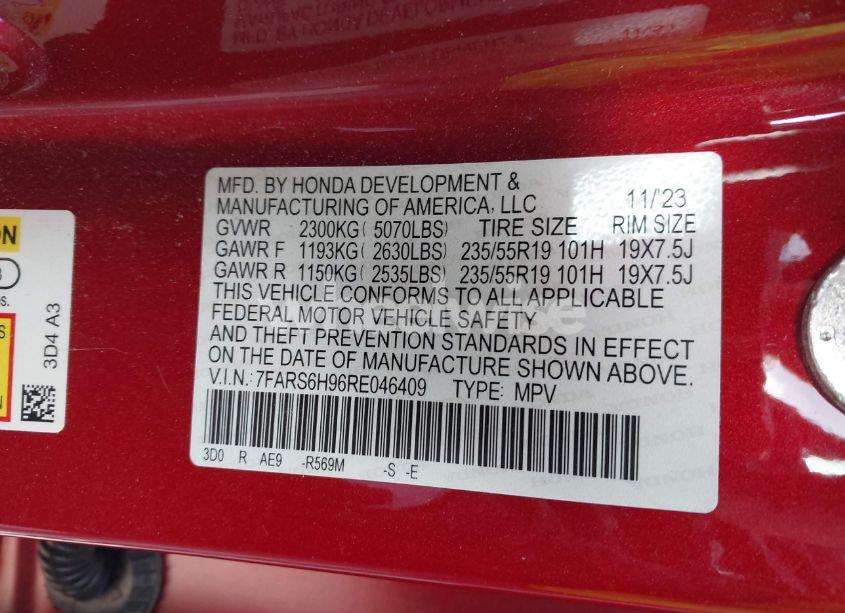 MFD. BY HONDA DEVELOPMENT &
MANUFACTURING OF AMERICA, LLC 11/'23
GVWR 2300KG ( 5070LBS) TIRE SIZE RIM SIZE
GAWR F 1193KG ( 2630LBS) 235/55R19 101H 19X7.5J
GAWR R 1150KG ( 2535LBS) 235/55R19 101H 19X7.5J
THIS VEHICLE CONFORMS TO ALL APPLICABLE
FEDERAL MOTOR VEHICLE SAFETY
AND THEFT PREVENTION STANDARDS IN EFFECT
ON THE DATE OF MANUFACTURE SHOWN ABOVE.
V.I.N.: 7FARS6H96RE046409 TYPE: MPV
3D0 R AE9 -R569M -S -E
3D4 A3